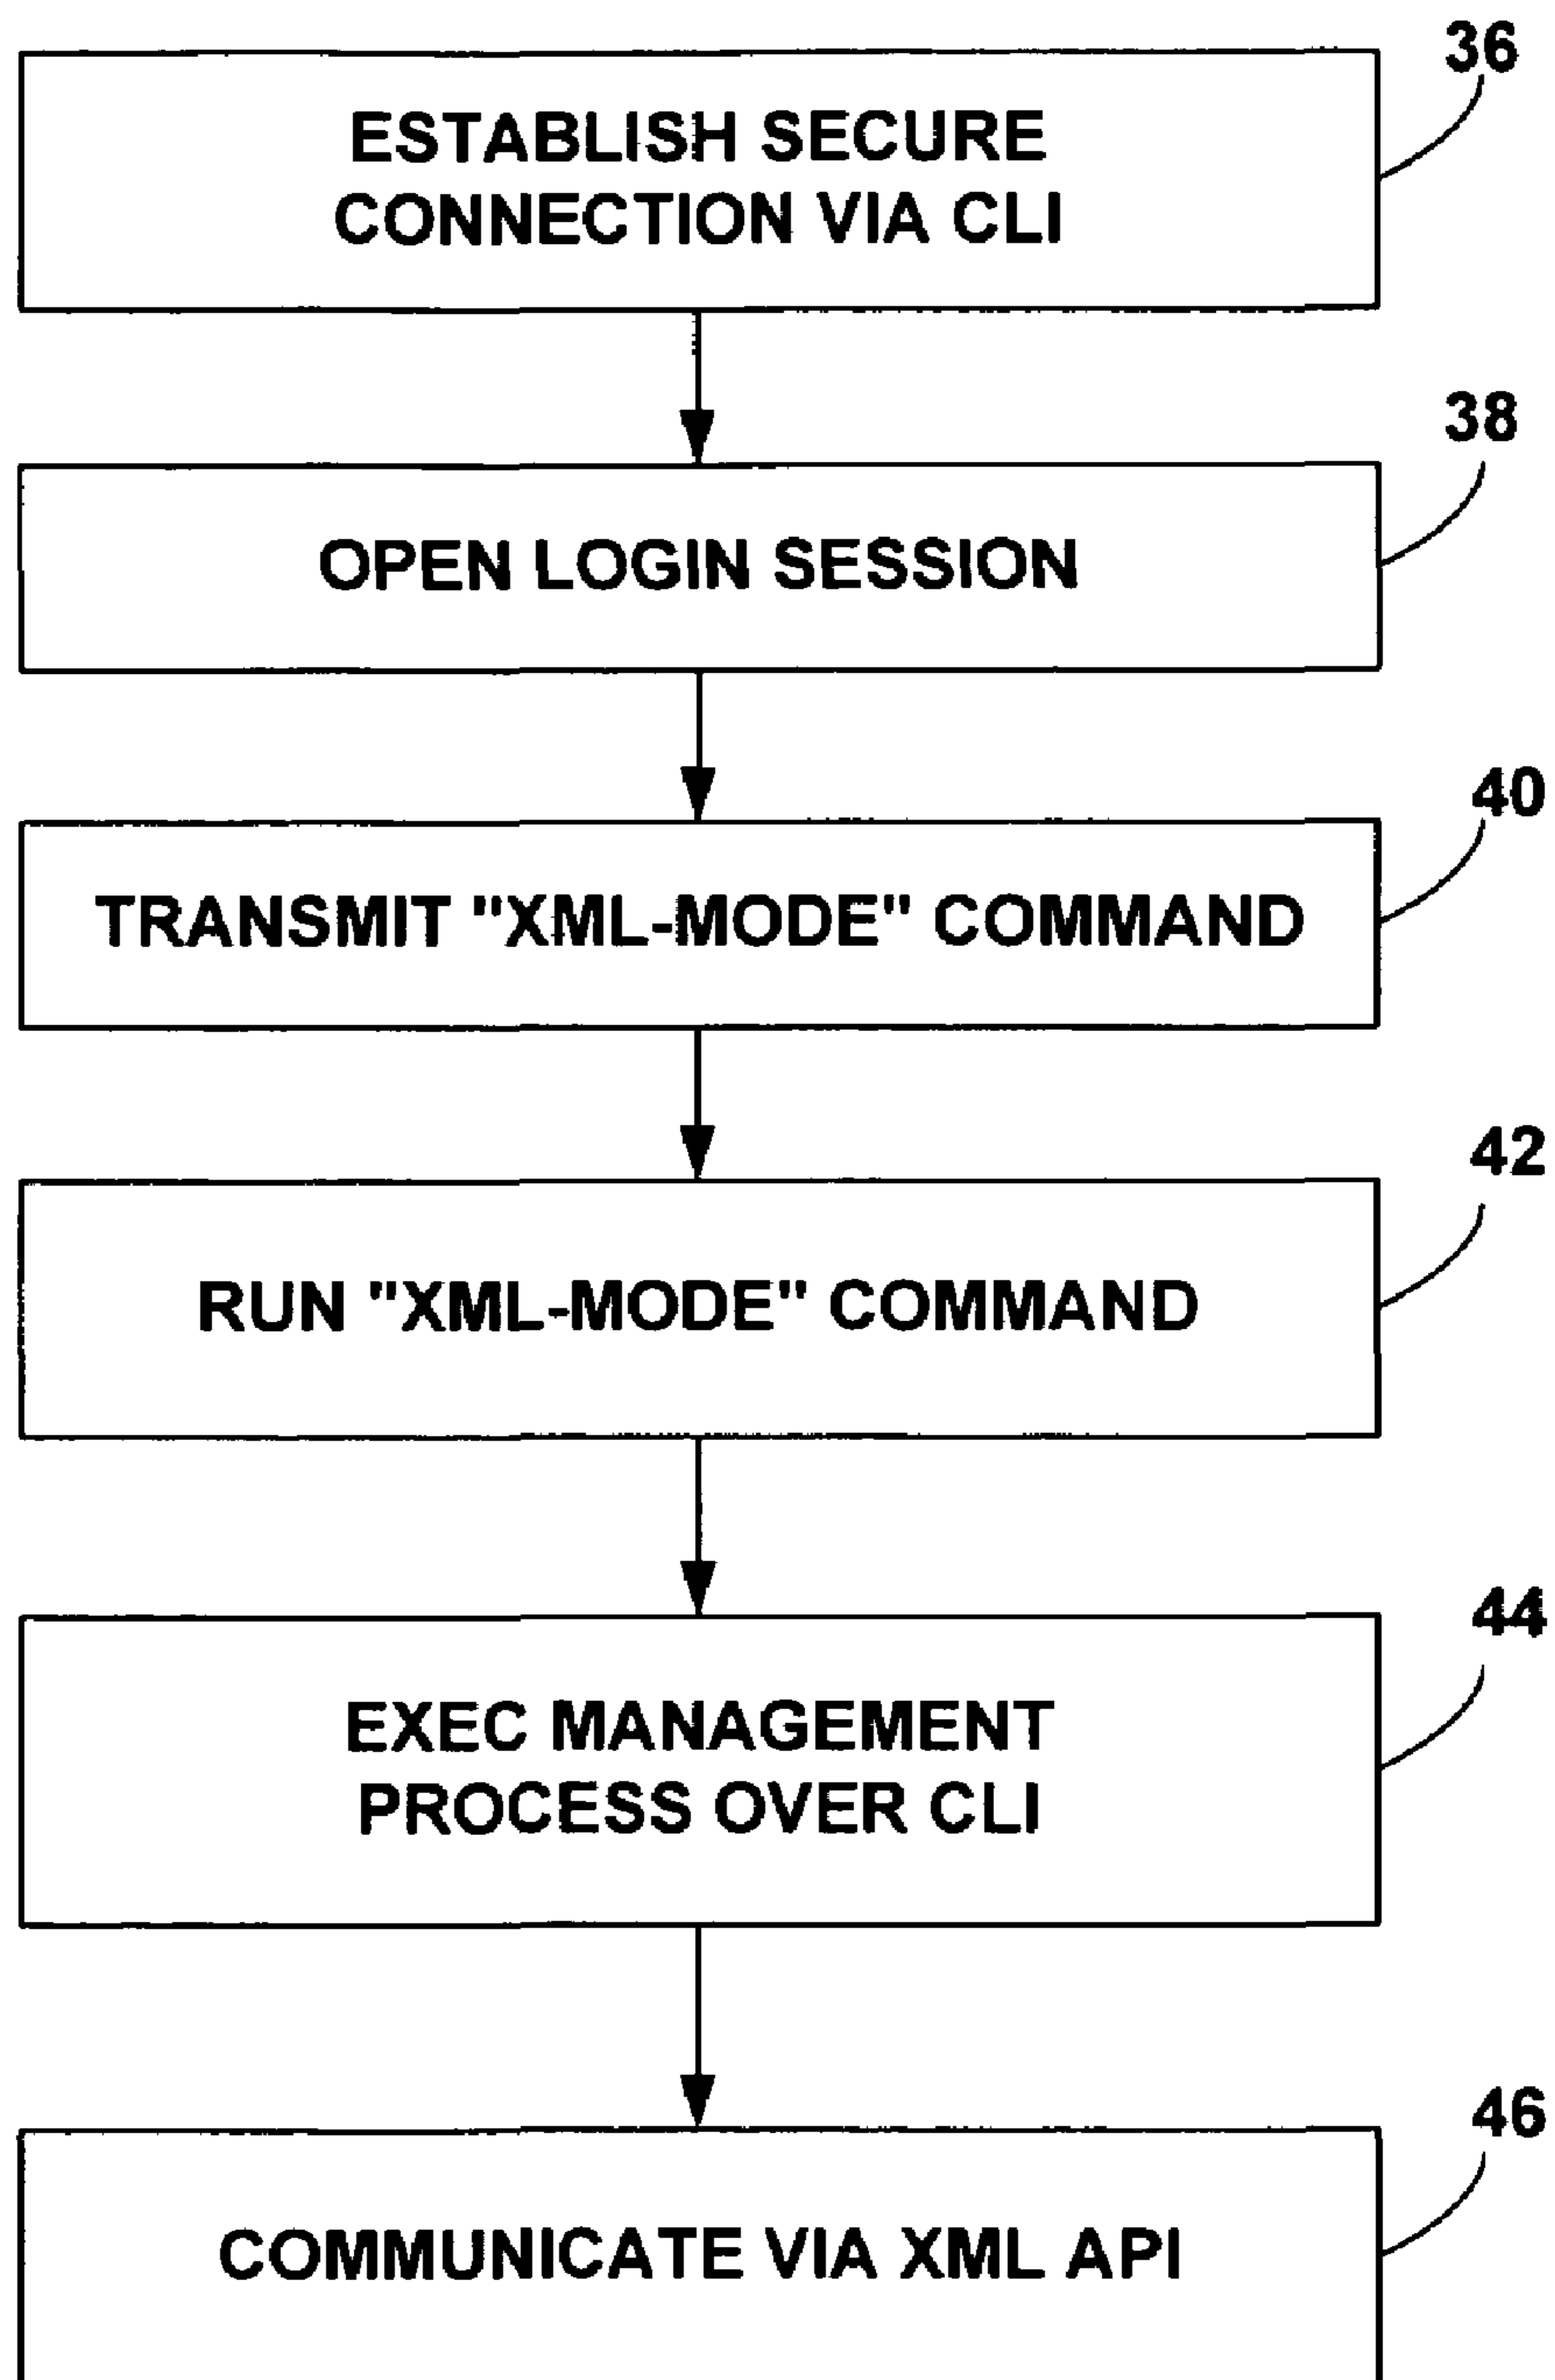 36
ESTABLISH SECURE
CONNECTION VIA CLI
38
OPEN LOGIN SESSION
40
TRANSMIT "XML-MODE" COMMAND
42
RUN "XML-MODE" COMMAND
44
EXEC MANAGEMENT
PROCESS OVER CLI
46
COMMUNICATE VIA XML API